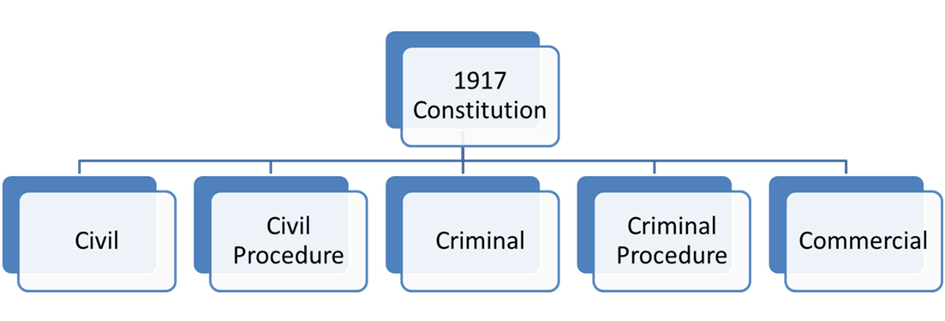 1917
Constitution
Civil
Civil
Procedure
Criminal
Criminal
Procedure
Commercial